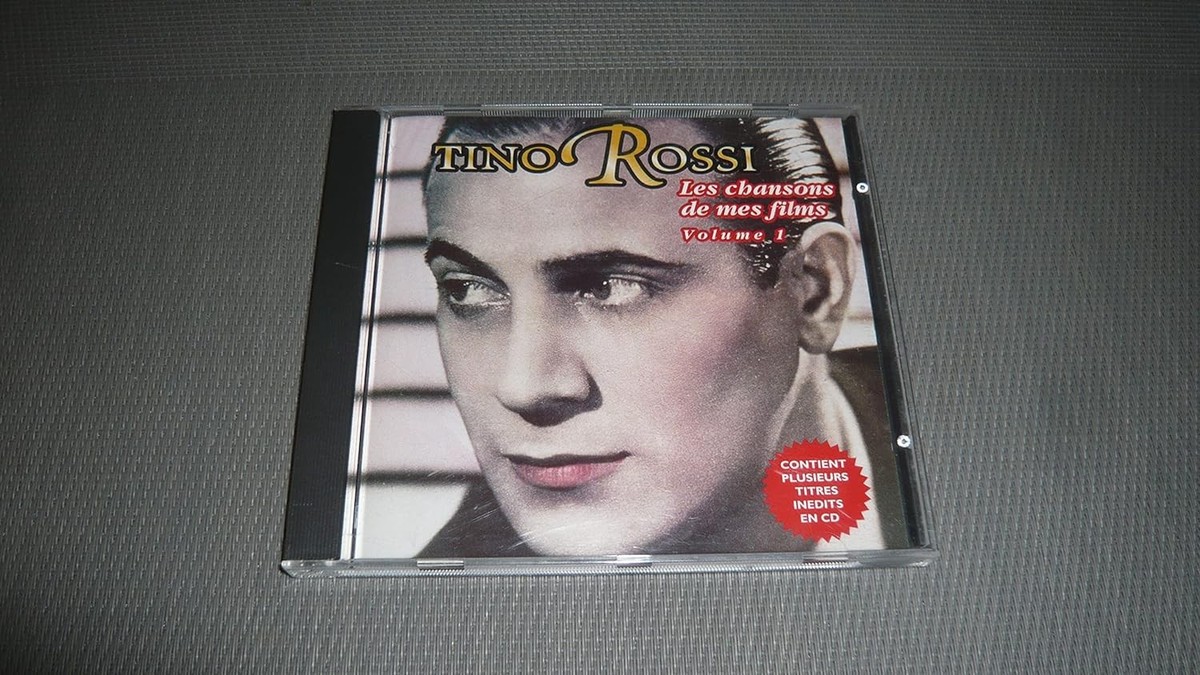 TINO ROSSI
Les chansons
de mes films
Volume 1
CONTIENT
PLUSIEURS
TITRES
INEDITS
EN CD